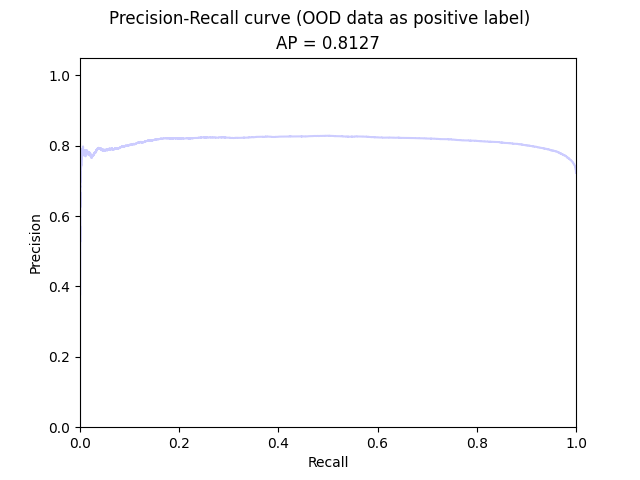 Precision-Recall curve (OOD data as positive label)
AP = 0.8127
1.0
0.8
0.6
0.4
0.2
0.0
Precision
0.0 0.2 0.4 0.6 0.8 1.0
Recall